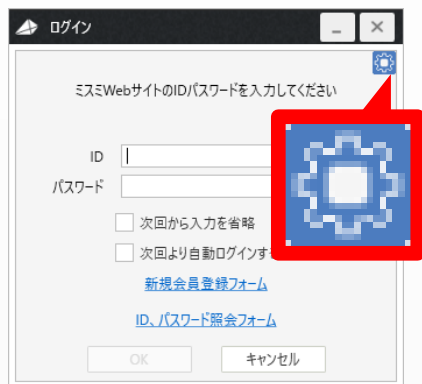 ログイン
ミスミWebサイトのIDパスワードを入力してください
ID
パスワード
次回から入力を省略
次回より自動ログインす
新規会員登録フォーム
ID、パスワード照会フォーム
OK
キャンセル